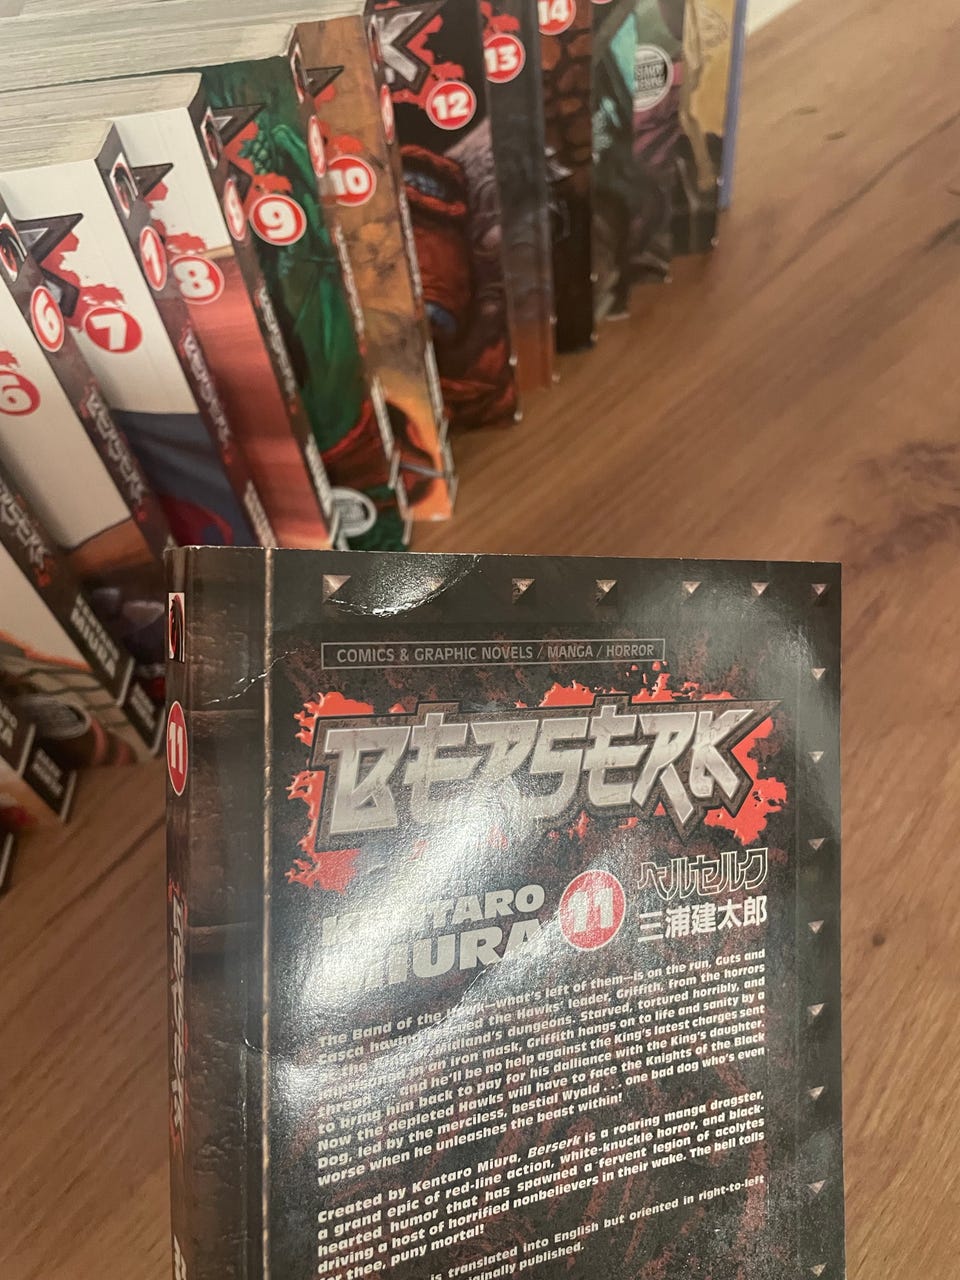 14
13
12
10
9
9
8
8
1
7
6
6
BERSERK
BERSERK
BERSERK
MIURA
COMICS & GRAPHIC NOVELS / MANGA / HORROR
BERSERK
11
KENTARO
MIURA
11
ベルセルク
三浦建太郎
BERSERK
The Band of the Hawk—what's left of them—is on the run. Guts and
Casca having rescued the Hawks' leader, Griffith, from the horrors
of Midland's dungeons. Starved, tortured horribly, and
imprisoned in an iron mask, Griffith hangs on to life and sanity by a
thread and he'll be no help against the King's latest charges sent
to bring him back to pay for his dalliance with the King's daughter.
Now the depleted Hawks will have to face the Knights of the Black
Dog, led by the merciless, bestial Wyald . . . one bad dog who's even
worse when he unleashes the beast within!
Created by Kentaro Miura, Berserk is a roaring manga dragster,
a grand epic of red-line action, white-knuckle horror, and black-
hearted humor that has spawned a fervent legion of acolytes
driving a host of horrified nonbelievers in their wake. The bell tolls
for thee, puny mortal!
is translated into English but oriented in right-to-left
originally published.